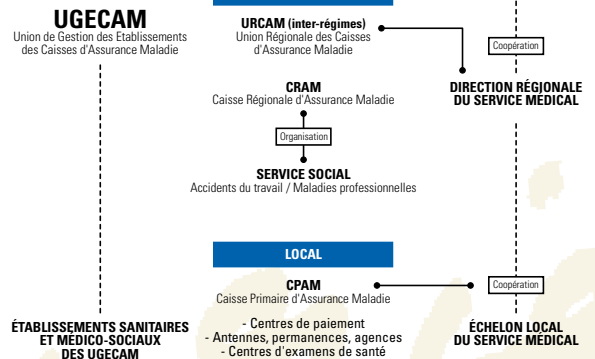 UGECAM
Union de Gestion des Etablissements
des Caisses d'Assurance Maladie
URCAM (inter-régimes)
Union Régionale des Caisses
d'Assurance Maladie
Coopération
DIRECTION RÉGIONALE
DU SERVICE MÉDICAL
CRAM
Caisse Régionale d'Assurance Maladie
Organisation
SERVICE SOCIAL
Accidents du travail / Maladies professionnelles
LOCAL
CPAM
Caisse Primaire d'Assurance Maladie
Coopération
- Centres de paiement
- Antennes, permanences, agences
- Centres d'examens de santé
ÉTABLISSEMENTS SANITAIRES
ET MÉDICO-SOCIAUX
DES UGECAM
ÉCHELON LOCAL
DU SERVICE MÉDICAL